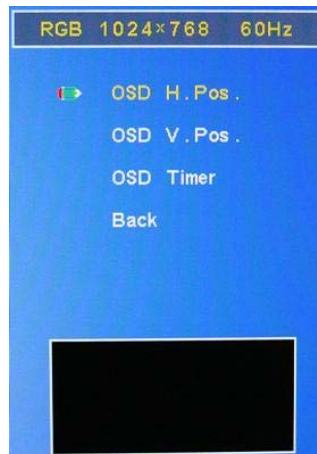 RGB 1024×768 60Hz
OSD H.Pos.
OSD V.Pos.
OSD Timer
Back